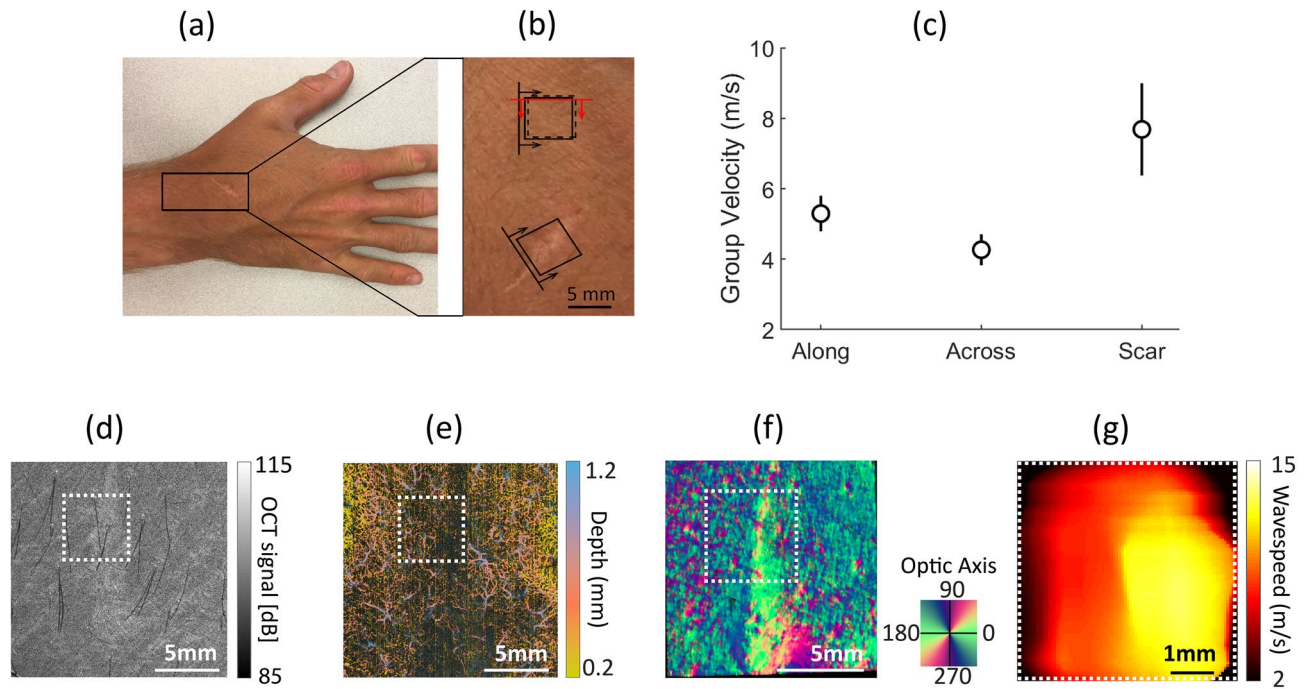 (a)
(b)
5 mm
(c)
Group Velocity (m/s)
10
8
6
4
2
Along
Across
Scar
(d)
115
OCT signal [dB]
85
5mm
(e)
1.2
Depth (mm)
0.2
5mm
(f)
5mm
Optic Axis
90
180
0
270
(g)
15
Wavespeed (m/s)
2
1mm